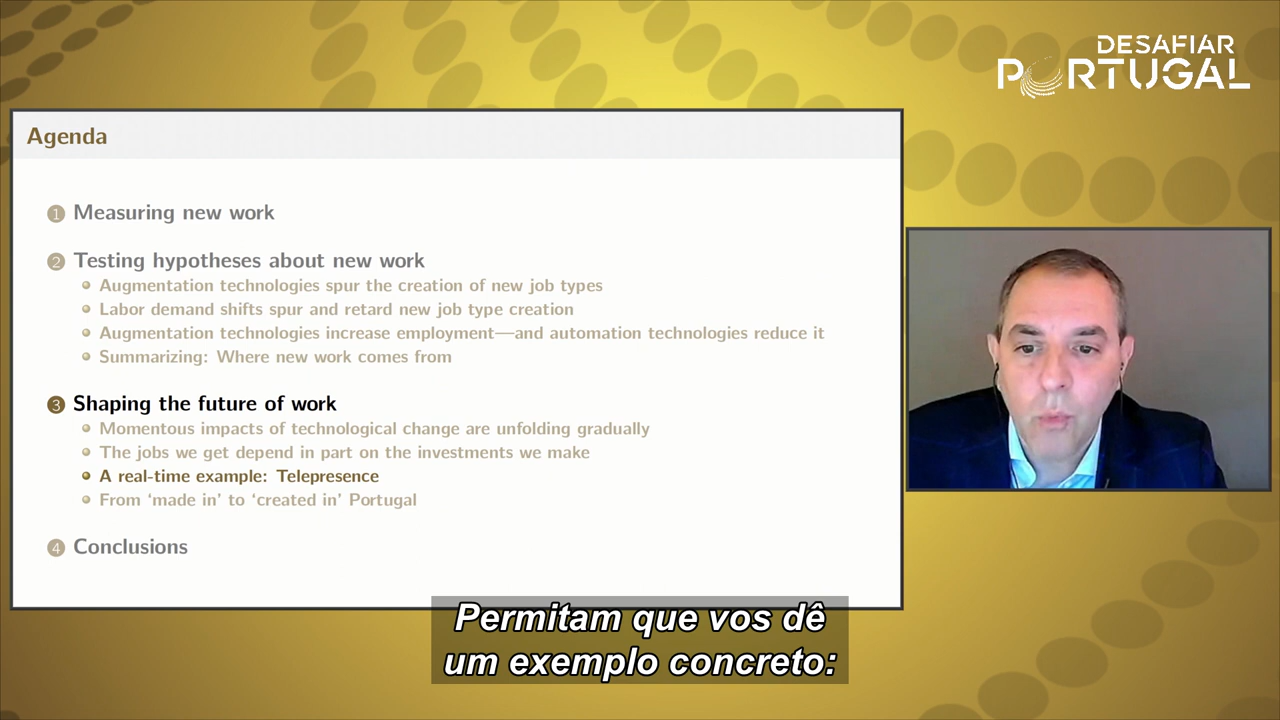 DESAFIAR
PORTUGAL
Agenda
1 Measuring new work
2 Testing hypotheses about new work
Augmentation technologies spur the creation of new job types
Labor demand shifts spur and retard new job type creation
Augmentation technologies increase employment—and automation technologies reduce it
Summarizing: Where new work comes from
3 Shaping the future of work
Momentous impacts of technological change are unfolding gradually
The jobs we get depend in part on the investments we make
A real-time example: Telepresence
From ‘made in’ to ‘created in’ Portugal
4 Conclusions
Permitam que vos dê
um exemplo concreto: